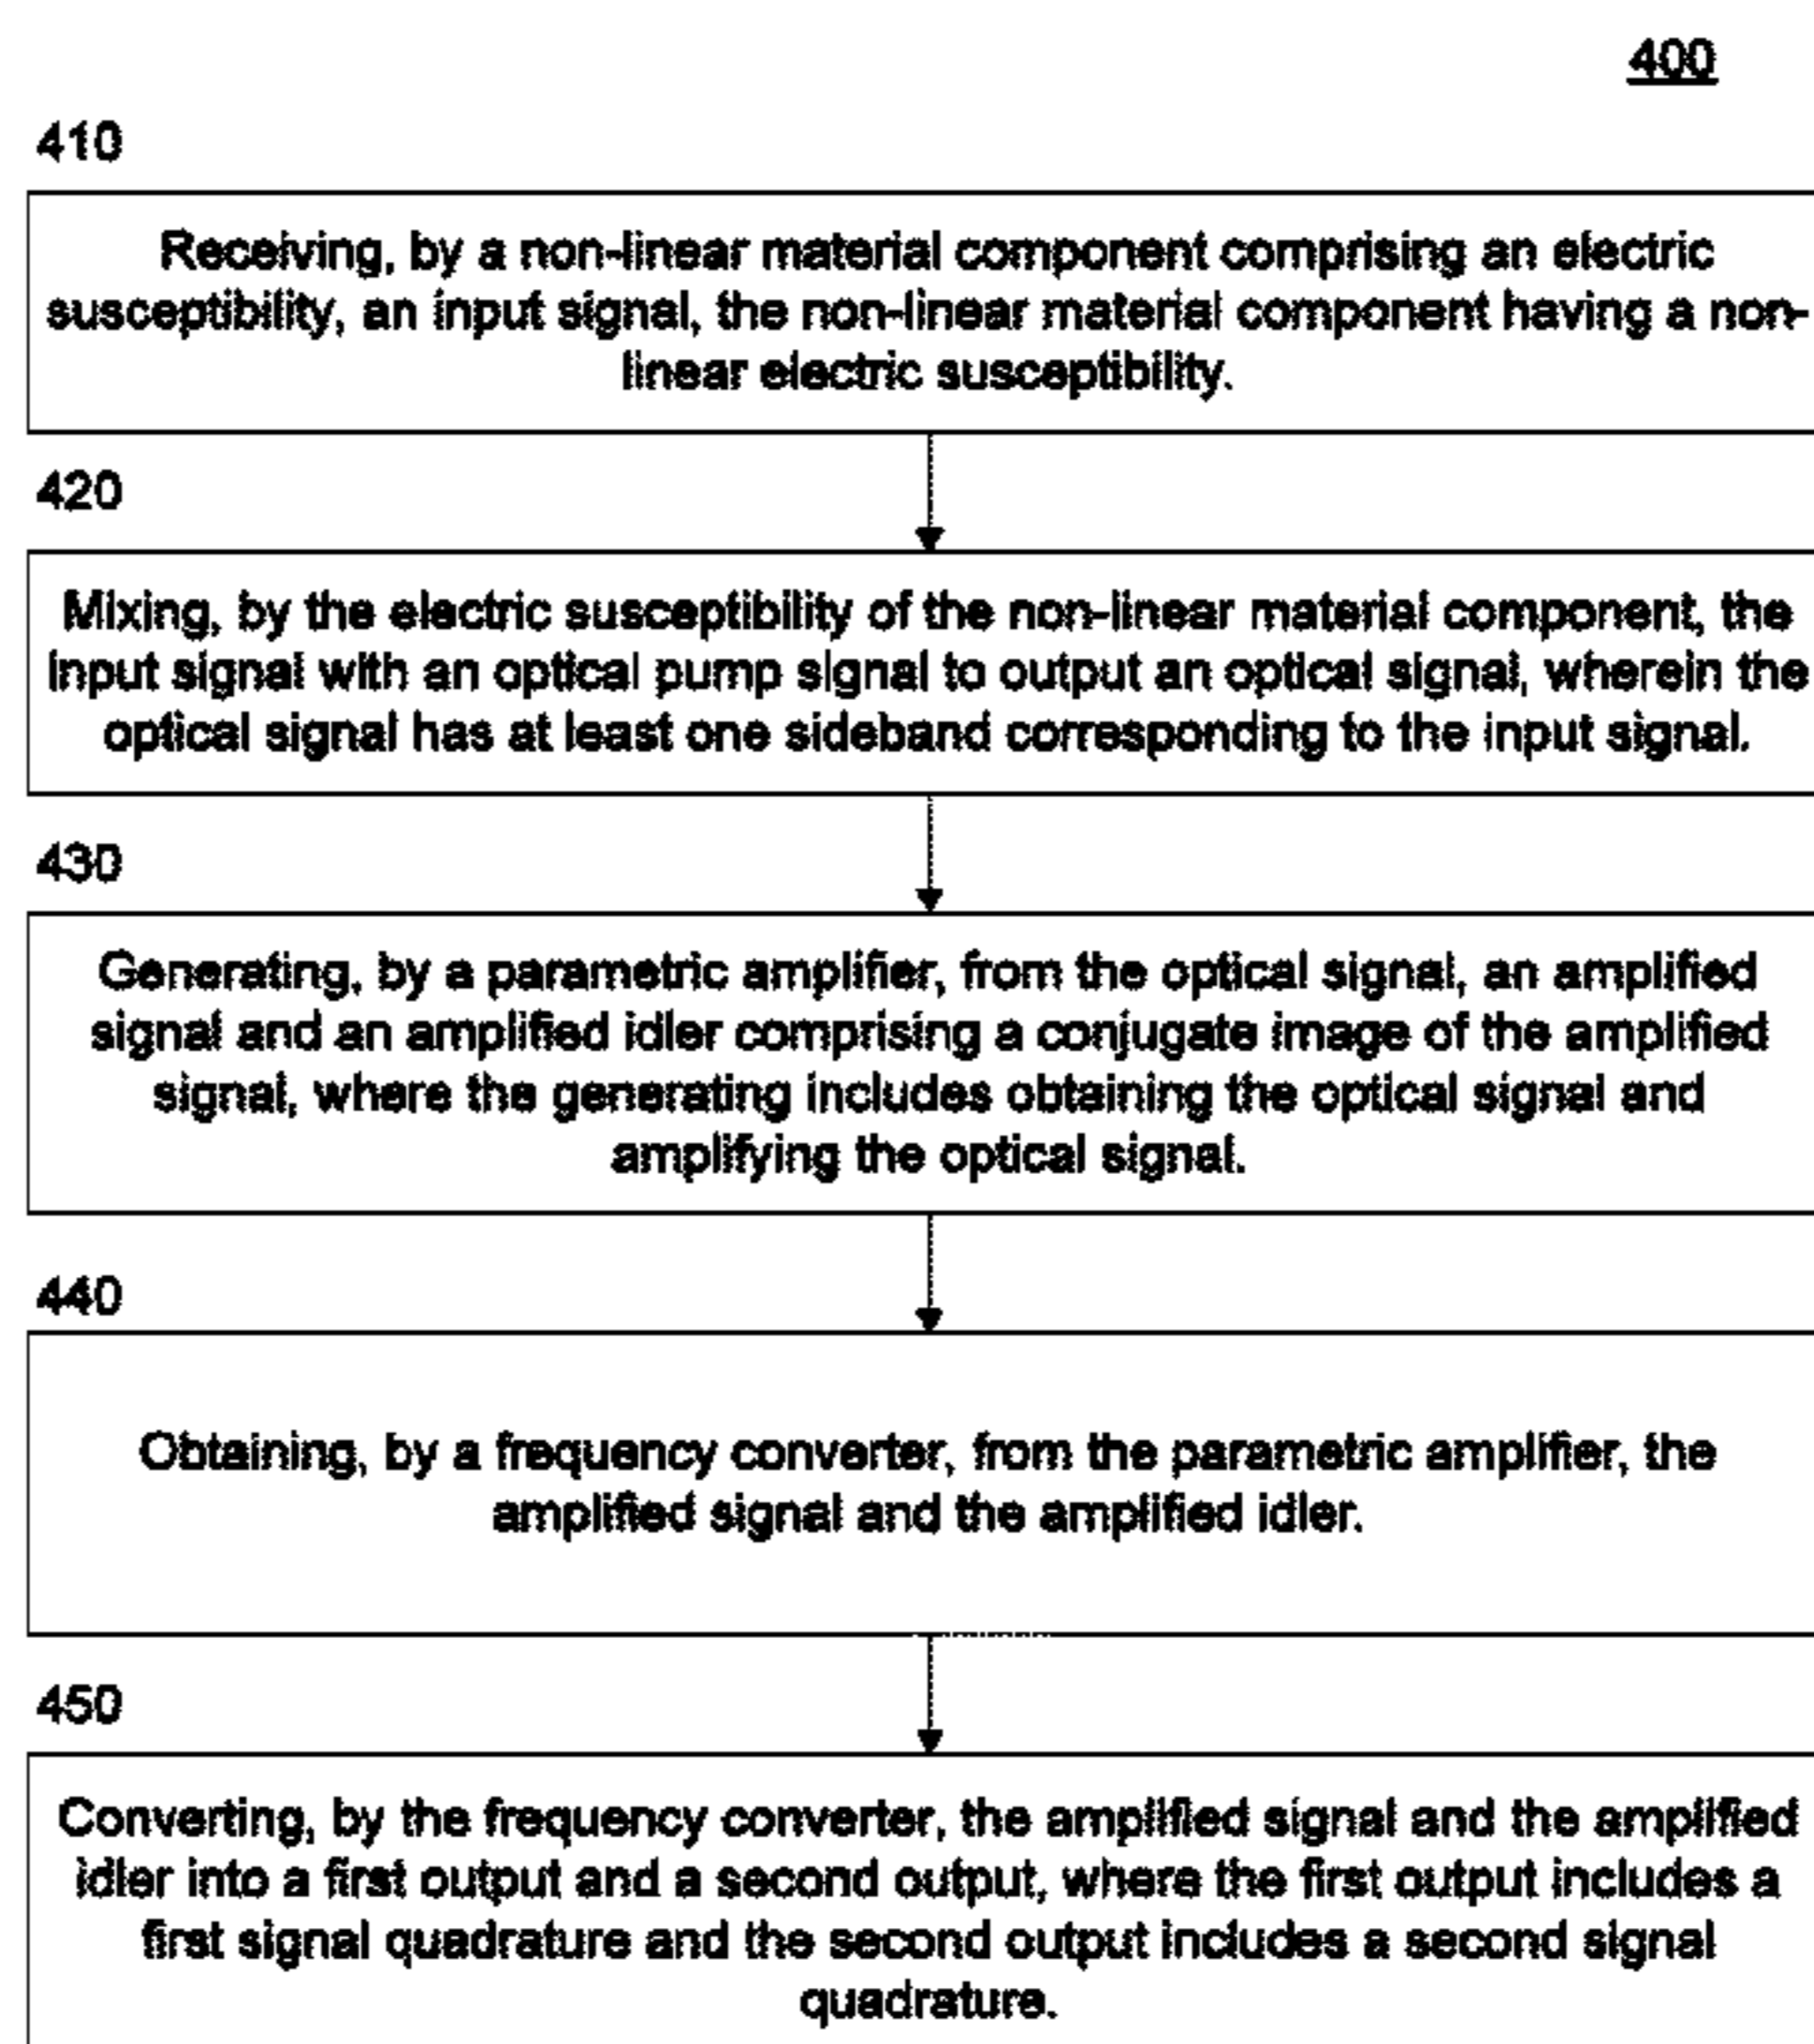 400
410
Receiving, by a non-linear material component comprising an electric
susceptibility, an input signal, the non-linear material component having a non-
linear electric susceptibility.
420
Mixing, by the electric susceptibility of the non-linear material component, the
input signal with an optical pump signal to output an optical signal, wherein the
optical signal has at least one sideband corresponding to the input signal.
430
Generating, by a parametric amplifier, from the optical signal, an amplified
signal and an amplified idler comprising a conjugate image of the amplified
signal, where the generating includes obtaining the optical signal and
amplifying the optical signal.
440
Obtaining, by a frequency converter, from the parametric amplifier, the
amplified signal and the amplified idler.
450
Converting, by the frequency converter, the amplified signal and the amplified
idler into a first output and a second output, where the first output includes a
first signal quadrature and the second output includes a second signal
quadrature.